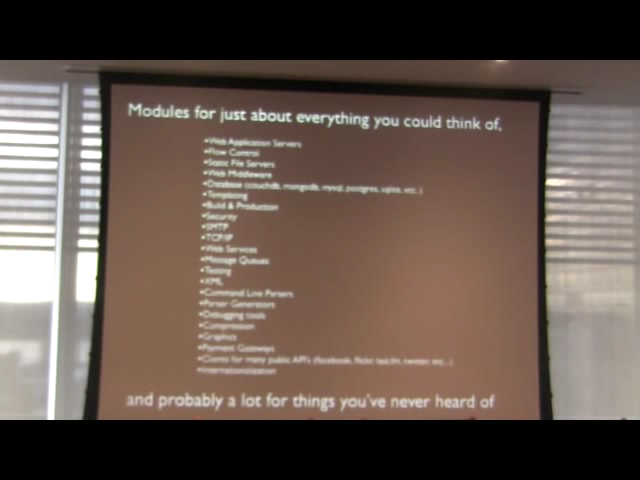 Modules for just about everything you could think of,
•Web Application Servers
•Flow Control
•Static File Servers
•Web Middleware
•Database (couchdb, mongodb, mysql, postgres, sqlite, etc..)
•Templating
•Build & Production
•Security
•SMTP
•TCP/IP
•Web Services
•Message Queues
•Testing
•XML
•Command Line Parsers
•Parser Generators
•Debugging tools
•Compression
•Graphics
•Payment Gateways
•Clients for many public API's (facebook, flickr, last.fm, twitter, etc.. )
•Internationalization
and probably a lot for things you've never heard of